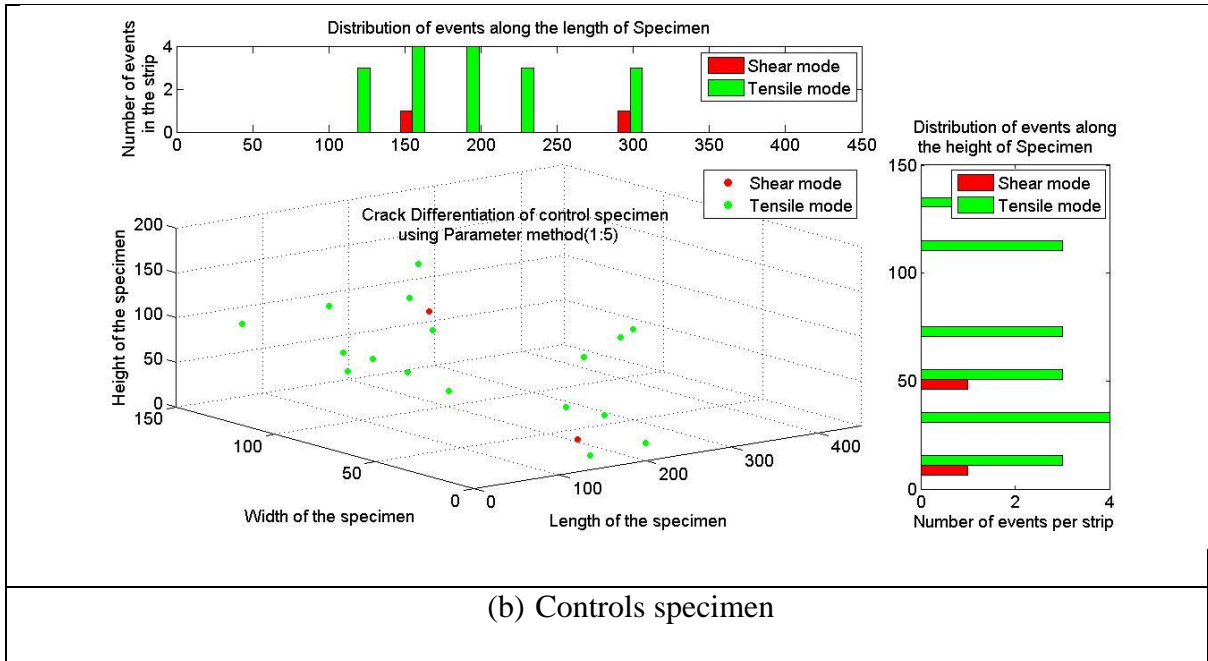 Distribution of events along the length of Specimen
Number of events
in the strip
4
2
0
0 50 100 150 200 250 300 350 400 450
Shear mode
Tensile mode
Distribution of events along
the height of Specimen
150
100
50
0
0 2 4
Number of events per strip
Shear mode
Tensile mode
Shear mode
Tensile mode
Crack Differentiation of control specimen
using Parameter method(1:5)
Height of the specimen
200
150
100
50
0
150
100
50
0
Width of the specimen
0
100
200
300
400
Length of the specimen
(b) Controls specimen